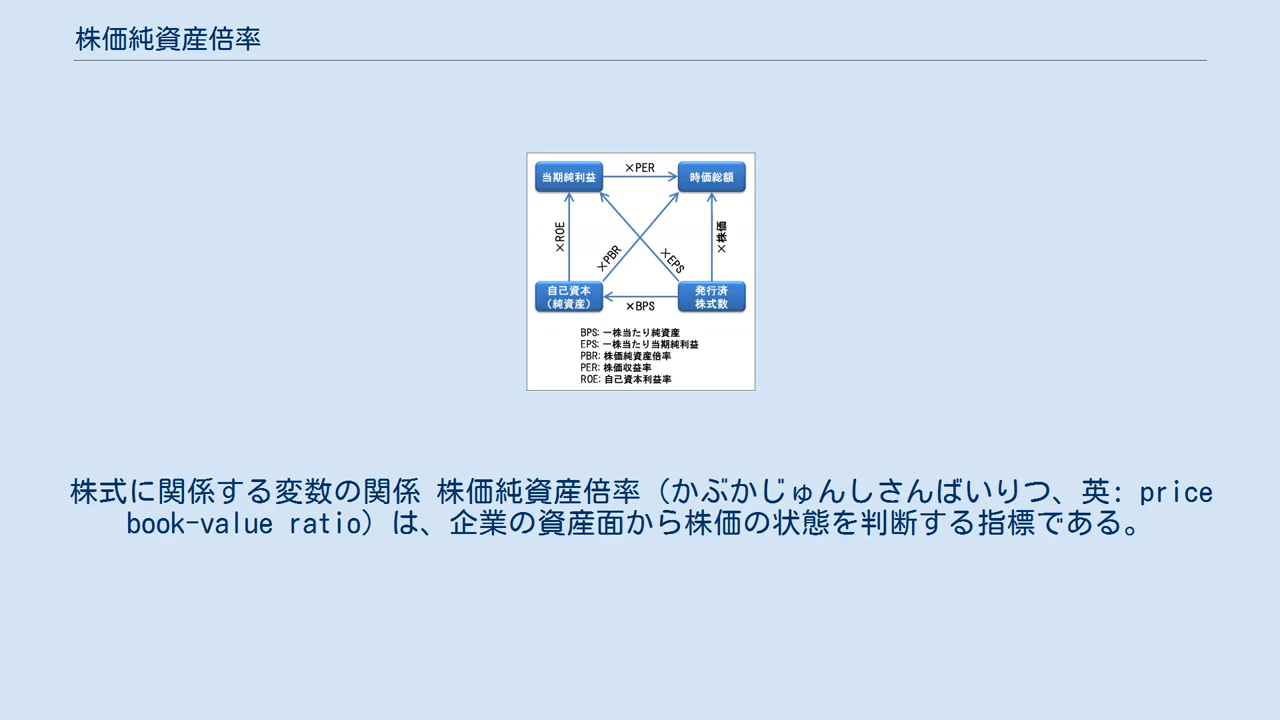 株価純資産倍率
当期純利益
×PER
時価総額
×ROE
×PBR
×EPS
×株価
自己資本
(純資産)
×BPS
発行済
株式数
BPS: 一株当たり純資産
EPS: 一株当たり当期純利益
PBR: 株価純資産倍率
PER: 株価収益率
ROE: 自己資本利益率
株式に関係する変数の関係 株価純資産倍率（かぶかじゅんしさんばいりつ、英: price
book-value ratio）は、企業の資産面から株価の状態を判断する指標である。